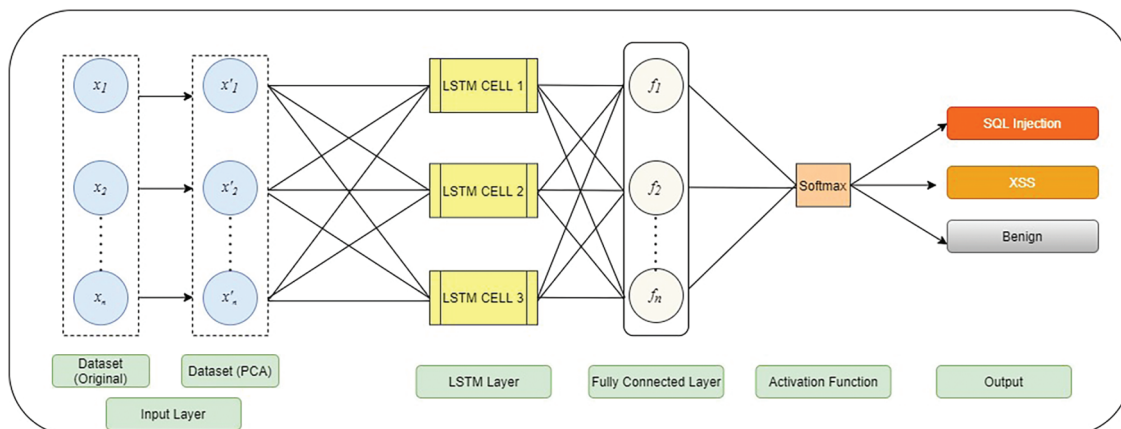 x1 x'1 LSTM CELL 1 f1
SQL Injection
x2 x'2 LSTM CELL 2 f2 Softmax XSS
Benign
xn x'n LSTM CELL 3 fn
Dataset
(Original)
Dataset (PCA)
LSTM Layer
Fully Connected Layer
Activation Function
Output
Input Layer